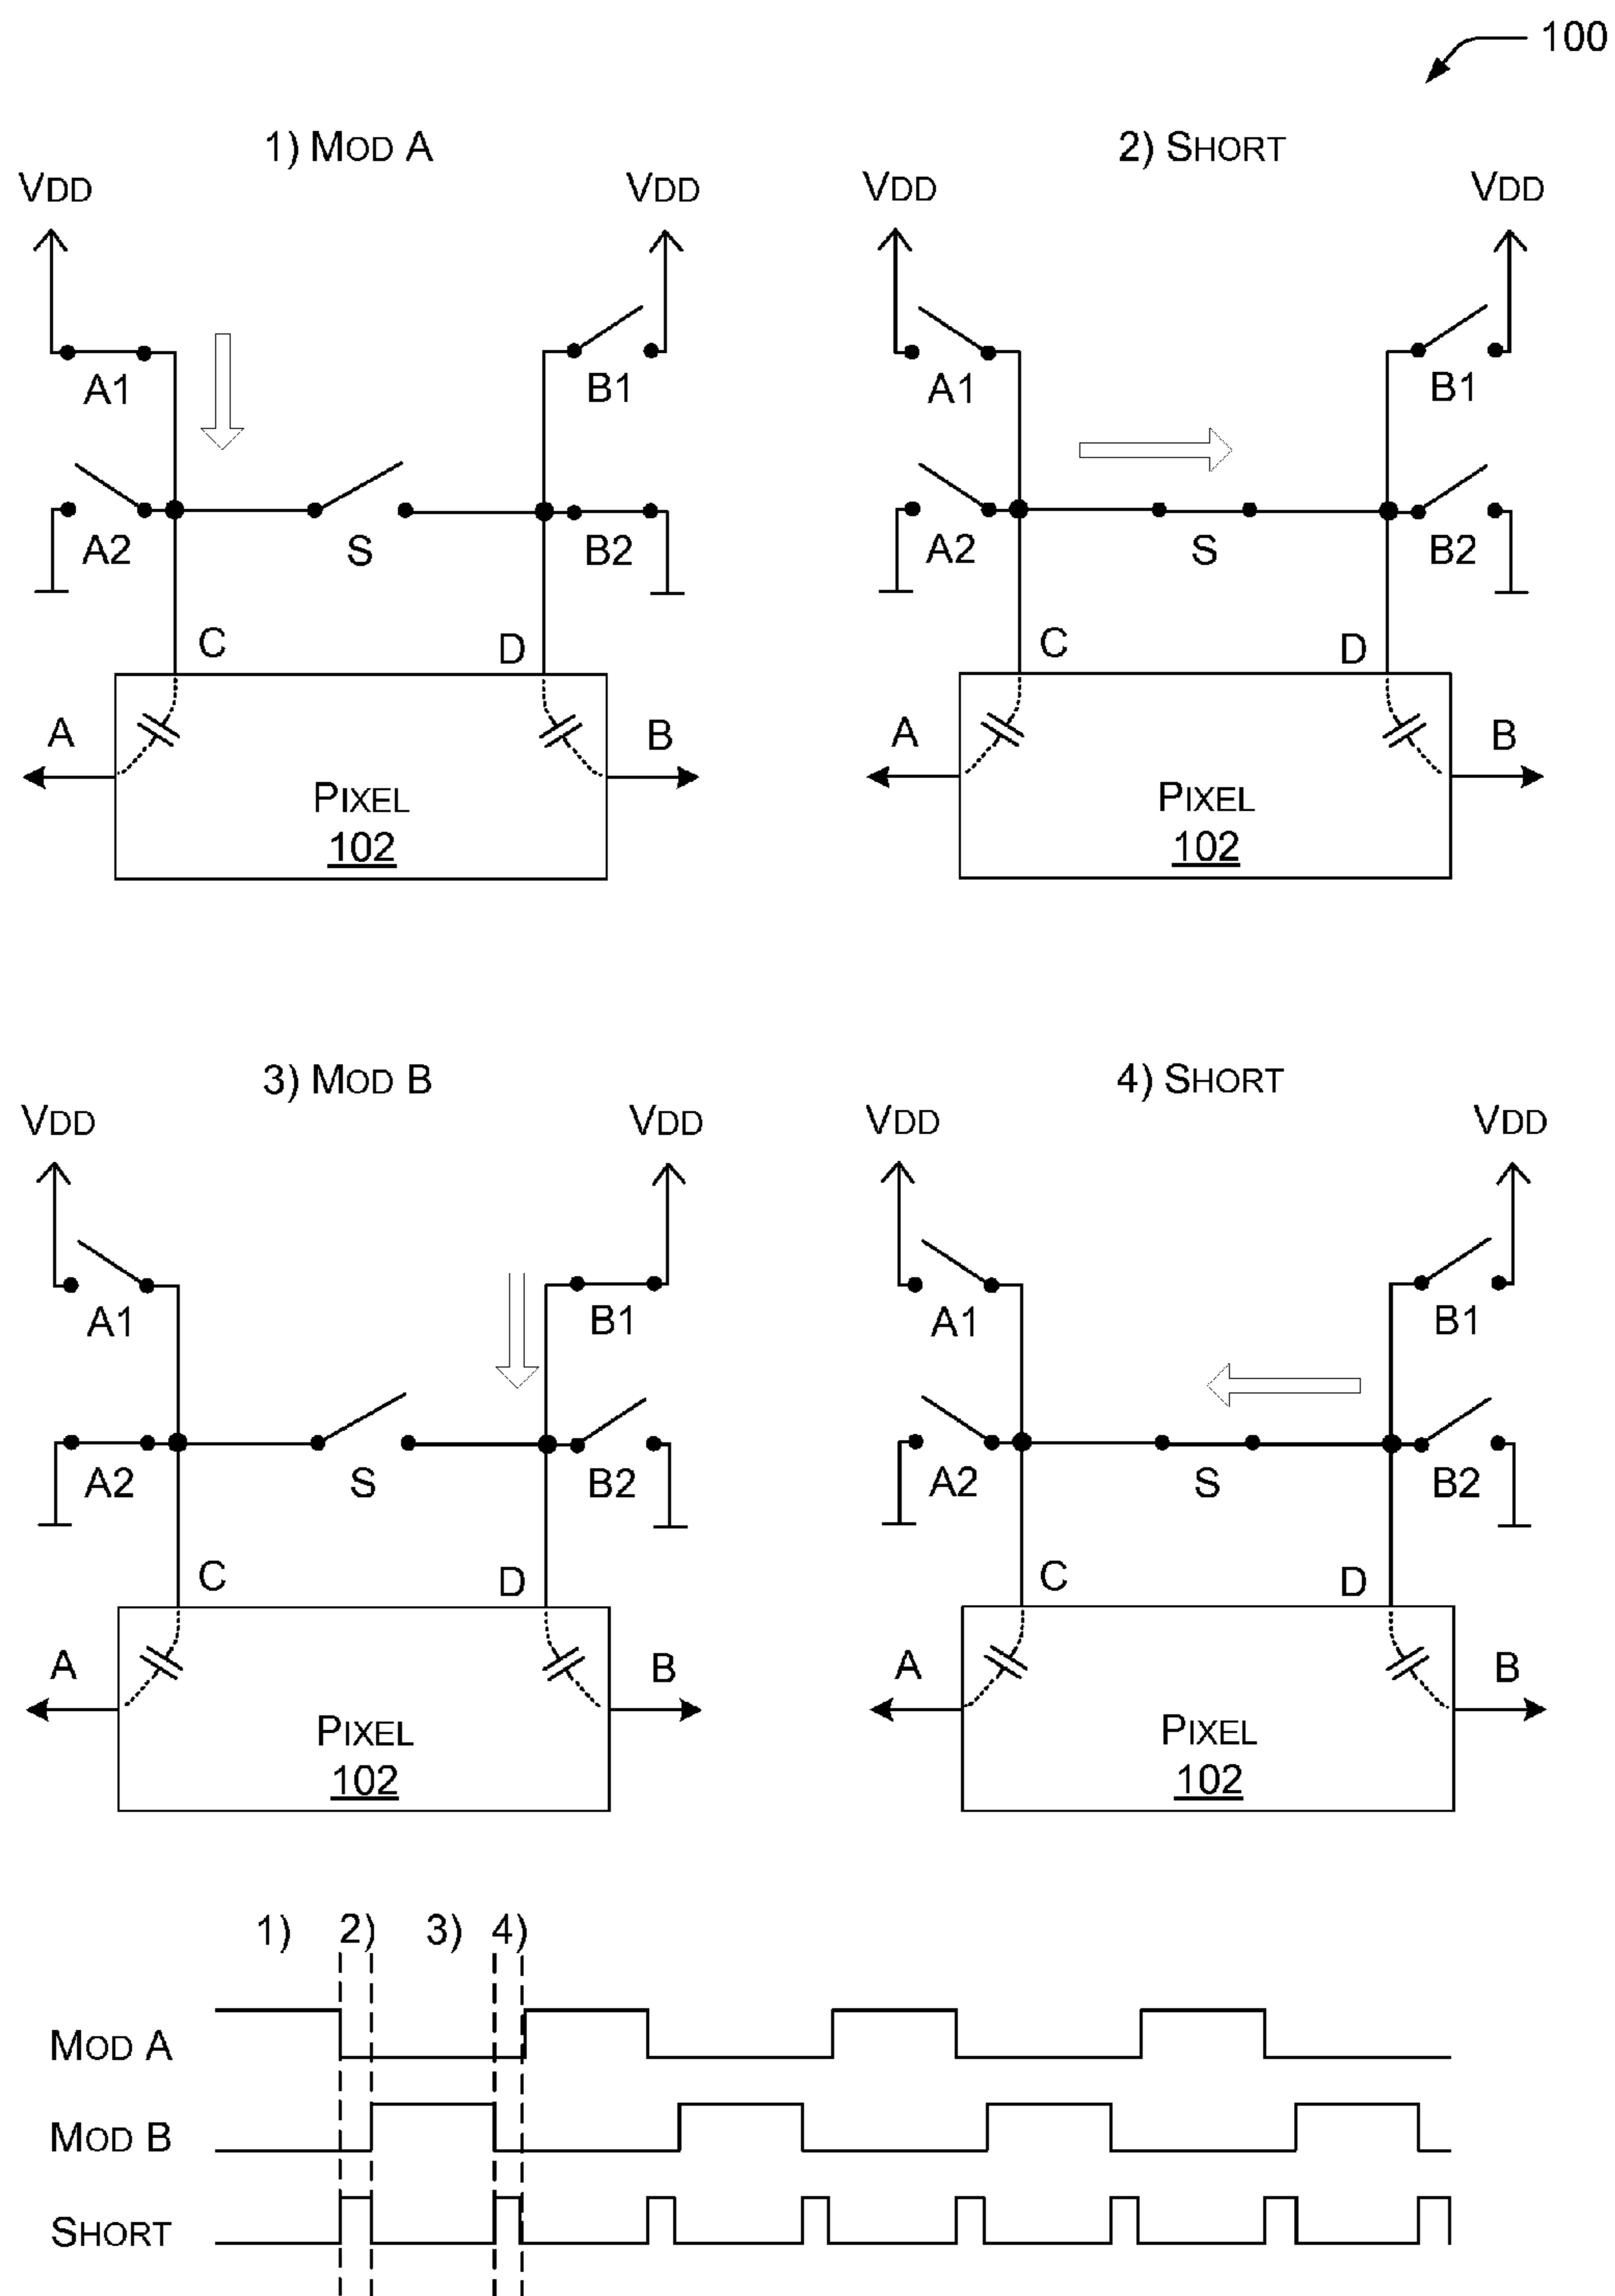 100
1) MOD A
2) SHORT
VDD
VDD
VDD
VDD
A1
B1
A1
B1
A2
S
B2
A2
S
B2
C
D
C
D
A
B
A
B
PIXEL
102
PIXEL
102
3) MOD B
4) SHORT
VDD
VDD
VDD
VDD
A1
B1
A1
B1
A2
S
B2
A2
S
B2
C
D
C
D
A
B
A
B
PIXEL
102
PIXEL
102
1) 2) 3) 4)
MOD A
MOD B
SHORT